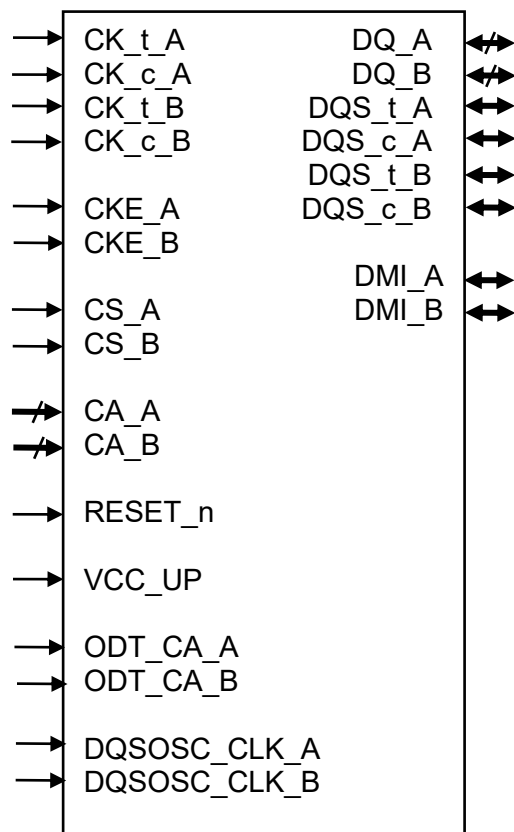 CK_t_A
CK_c_A
CK_t_B
CK_c_B
CKE_A
CKE_B
CS_A
CS_B
CA_A
CA_B
RESET_n
VCC_UP
ODT_CA_A
ODT_CA_B
DQSOSC_CLK_A
DQSOSC_CLK_B
DQ_A
DQ_B
DQS_t_A
DQS_c_A
DQS_t_B
DQS_c_B
DMI_A
DMI_B